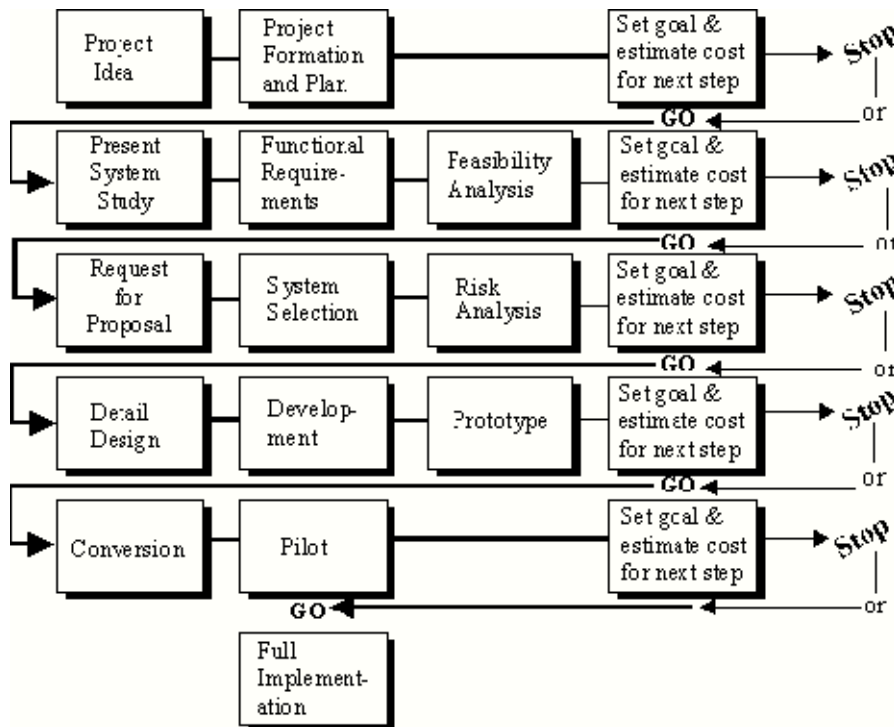 Project
Idea
Project
Formation
and Plan.
Set goal &
estimate cost
for next step
Stop
or
GO
Present
System
Study
Functional
Require-
ments
Feasibility
Analysis
Set goal &
estimate cost
for next step
Stop
or
GO
Request
for
Proposal
System
Selection
Risk
Analysis
Set goal &
estimate cost
for next step
Stop
or
GO
Detail
Design
Develop-
ment
Prototype
Set goal &
estimate cost
for next step
Stop
or
GO
Conversion
Pilot
Set goal &
estimate cost
for next step
Stop
or
GO
Full
Implement-
ation